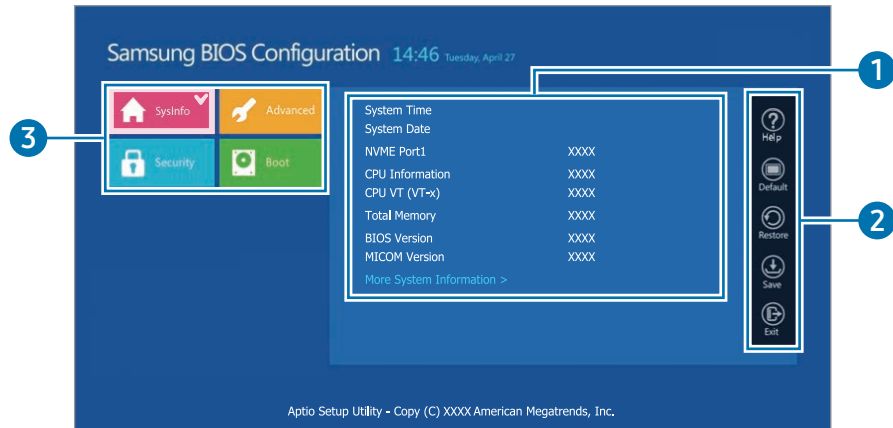 Samsung BIOS Configuration 14:46 Tuesday, April 27
1
3
SysInfo
Advanced
Security
Boot
System Time
System Date
NVME Port1 XXXX
CPU Information XXXX
CPU VT (VT-x) XXXX
Total Memory XXXX
BIOS Version XXXX
MICOM Version XXXX
More System Information >
Help
Default
Restore
Save
Exit
2
Aptio Setup Utility - Copy (C) XXXX American Megatrends, Inc.